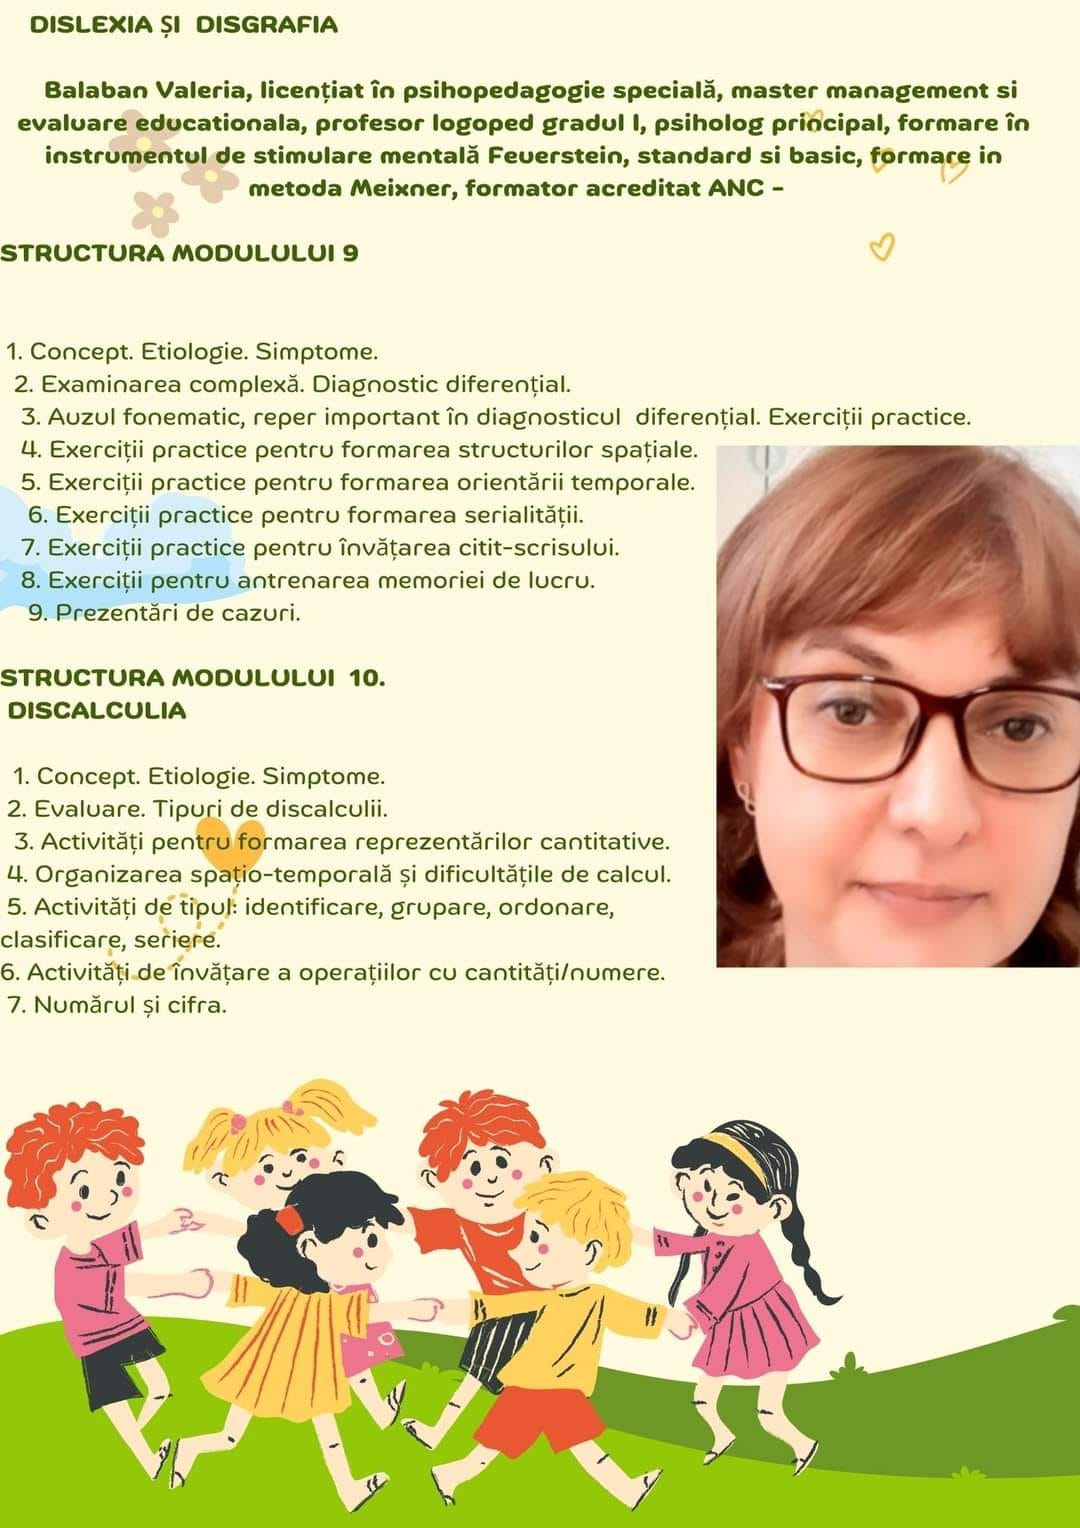 DISLEXIA ȘI DISGRAFIA
Balaban Valeria, licențiat în psihopedagogie specială, master management si
evaluare educationala, profesor logoped gradul I, psiholog principal, formare în
instrumentul de stimulare mentală Feuerstein, standard si basic, formare in
metoda Meixner, formator acreditat ANC -
STRUCTURA MODULULUI 9
1. Concept. Etiologie. Simptome.
2. Examinarea complexă. Diagnostic diferențial.
3. Auzul fonematic, reper important în diagnosticul diferențial. Exerciții practice.
4. Exerciții practice pentru formarea structurilor spațiale.
5. Exerciții practice pentru formarea orientării temporale.
6. Exerciții practice pentru formarea serialității.
7. Exerciții practice pentru învățarea citit-scrisului.
8. Exerciții pentru antrenarea memoriei de lucru.
9. Prezentări de cazuri.
STRUCTURA MODULULUI 10.
DISCALCULIA
1. Concept. Etiologie. Simptome.
2. Evaluare. Tipuri de discalculii.
3. Activități pentru formarea reprezentărilor cantitative.
4. Organizarea spațio-temporală și dificultățile de calcul.
5. Activități de tipul: identificare, grupare, ordonare,
clasificare, seriere.
6. Activități de învățare a operațiilor cu cantități/numere.
7. Numărul și cifra.